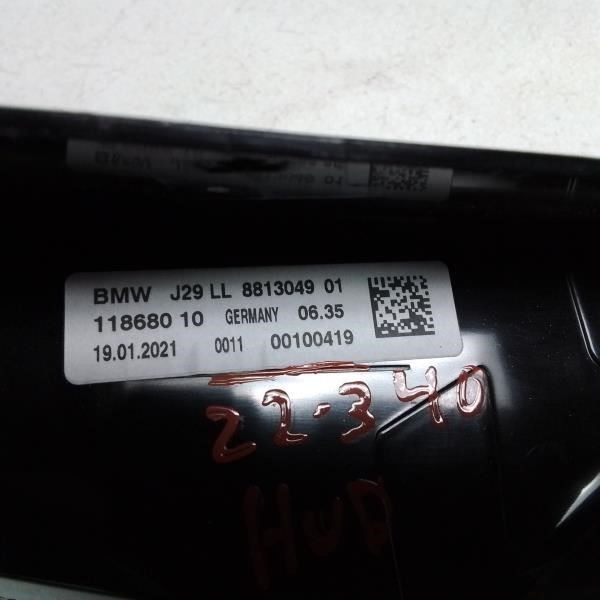 BMW J29 LL 8813049 01
118680 10 GERMANY 06.35
19.01.2021 0011 00100419
22-340
HUD